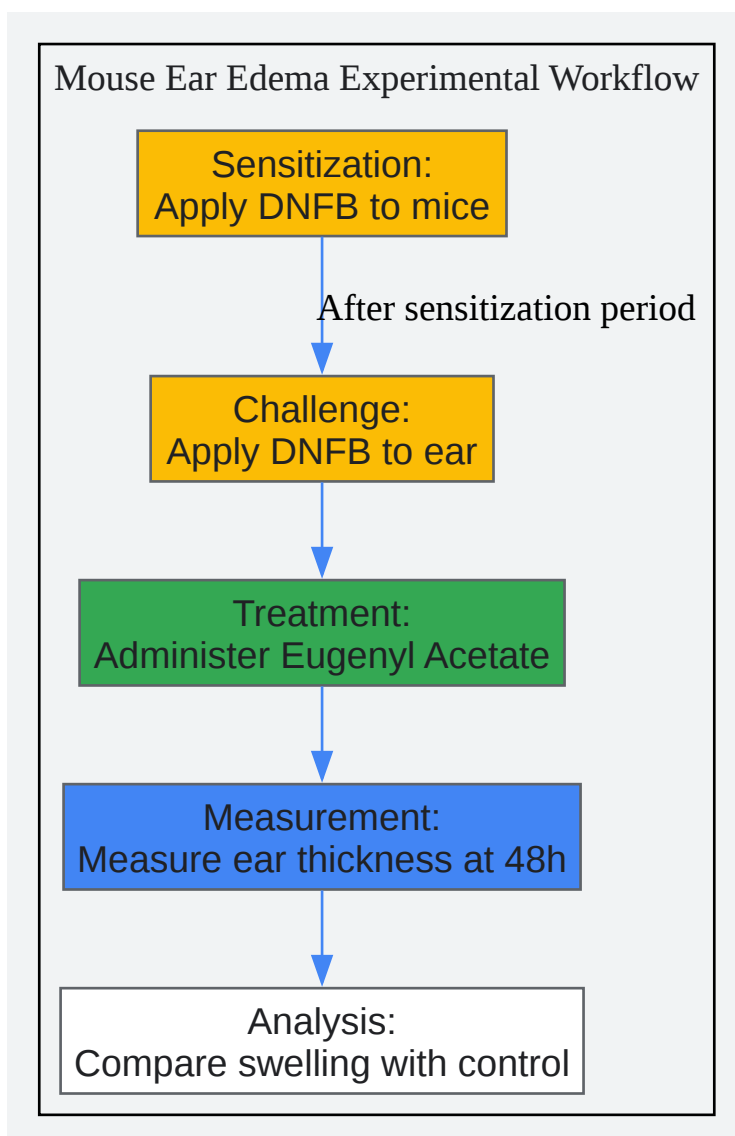 Mouse Ear Edema Experimental Workflow
Sensitization:
Apply DNFB to mice
After sensitization period
Challenge:
Apply DNFB to ear
Treatment:
Administer Eugenyl Acetate
Measurement:
Measure ear thickness at 48h
Analysis:
Compare swelling with control